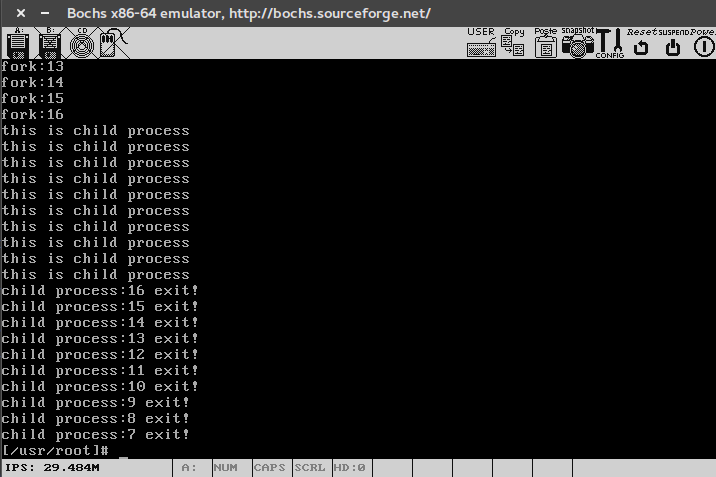 Bochs x86-64 emulator, http://bochs.sourceforge.net/
A: B: CD USER Copy Paste snapshot CONFIG Reset SUSPEND Power
fork:13
fork:14
fork:15
fork:16
this is child process
this is child process
this is child process
this is child process
this is child process
this is child process
this is child process
this is child process
this is child process
this is child process
child process:16 exit!
child process:15 exit!
child process:14 exit!
child process:13 exit!
child process:12 exit!
child process:11 exit!
child process:10 exit!
child process:9 exit!
child process:8 exit!
child process:7 exit!
[/usr/root]# _
IPS: 29.484M A: NUM CAPS SCRL HD:0